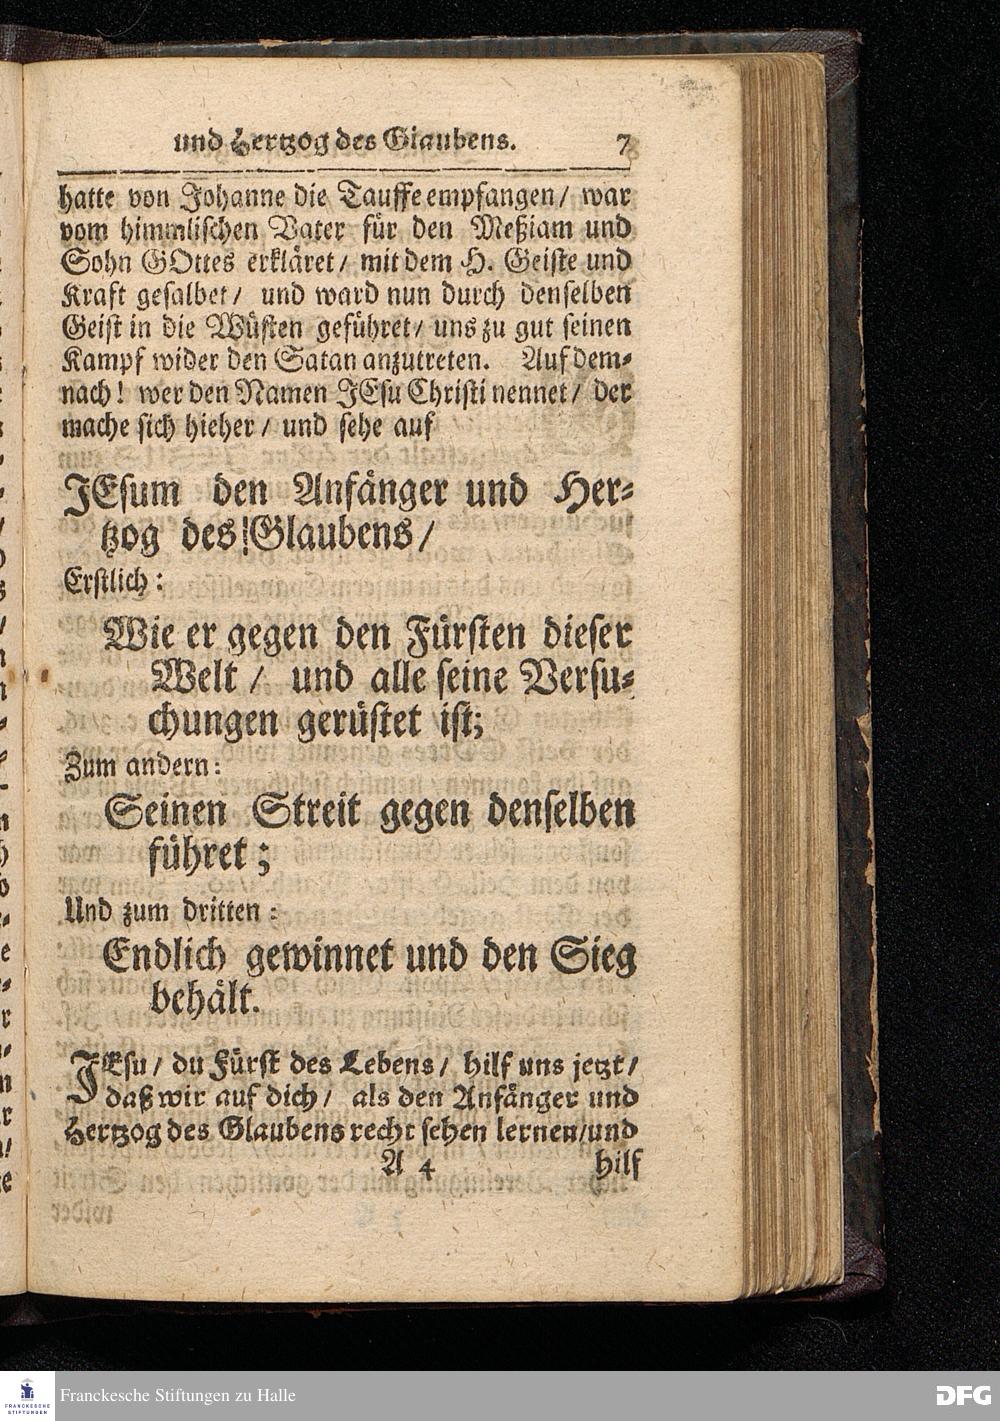 und Hertzog des Glaubens. 7
hatte von Johanne die Tauffe empfangen/ war
vom himmlischen Vater für den Meßiam und
Sohn GOttes erkläret/ mit dem H. Geiste und
Kraft gesalbet/ und ward nun durch denselben
Geist in die Wüsten geführet/ uns zu gut seinen
Kampf wider den Satan anzutreten. Auf dem-
nach! wer den Namen JEsu Christi nennet/ der
mache sich hieher/ und sehe auf
JEsum den Anfänger und Her-
tzog des Glaubens/
Erstlich:
Wie er gegen den Fürsten dieser
Welt/ und alle seine Versu-
chungen gerüstet ist;
Zum andern:
Seinen Streit gegen denselben
führet;
Und zum dritten:
Endlich gewinnet und den Sieg
behält.
JEsu/ du Fürst des Lebens/ hilf uns jetzt/
daß wir auf dich/ als den Anfänger und
Hertzog des Glaubens recht sehen lernen/und
A 4 hilf
FRANCKESCHE
STIFTUNGEN
Franckesche Stiftungen zu Halle
DFG